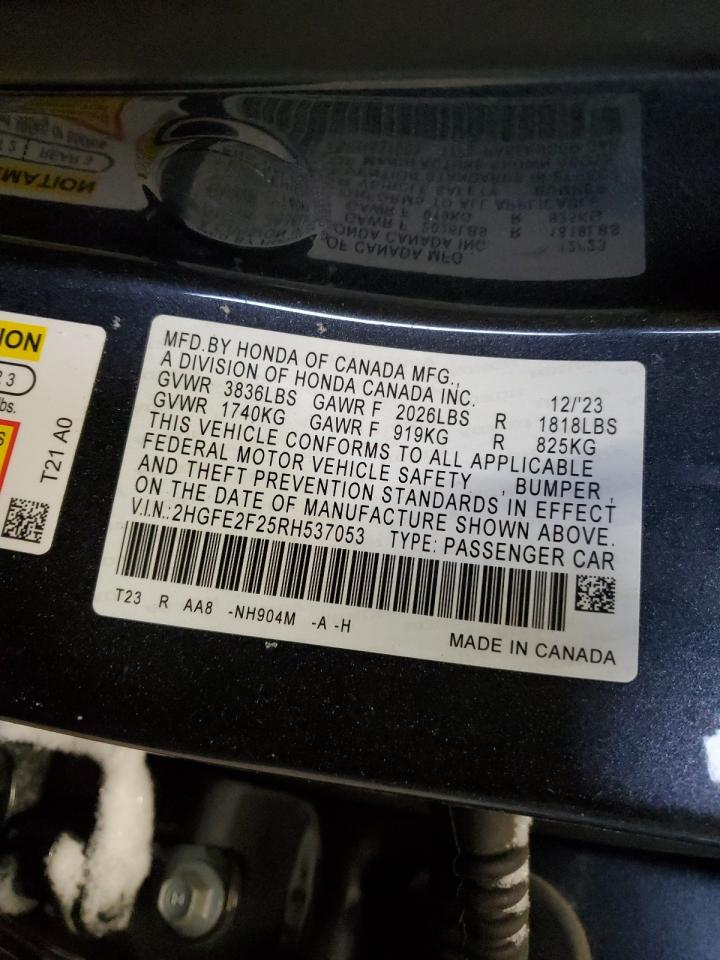 ION
R 3
lbs.
S
T21 A0
MFD.BY HONDA OF CANADA MFG.,
A DIVISION OF HONDA CANADA INC. 12/'23
GVWR 3836LBS GAWR F 2026LBS R 1818LBS
GVWR 1740KG GAWR F 919KG R 825KG
THIS VEHICLE CONFORMS TO ALL APPLICABLE
FEDERAL MOTOR VEHICLE SAFETY , BUMPER ,
AND THEFT PREVENTION STANDARDS IN EFFECT
ON THE DATE OF MANUFACTURE SHOWN ABOVE.
V.I.N.:2HGFE2F25RH537053 TYPE: PASSENGER CAR
T23 R AA8 -NH904M -A -H
MADE IN CANADA